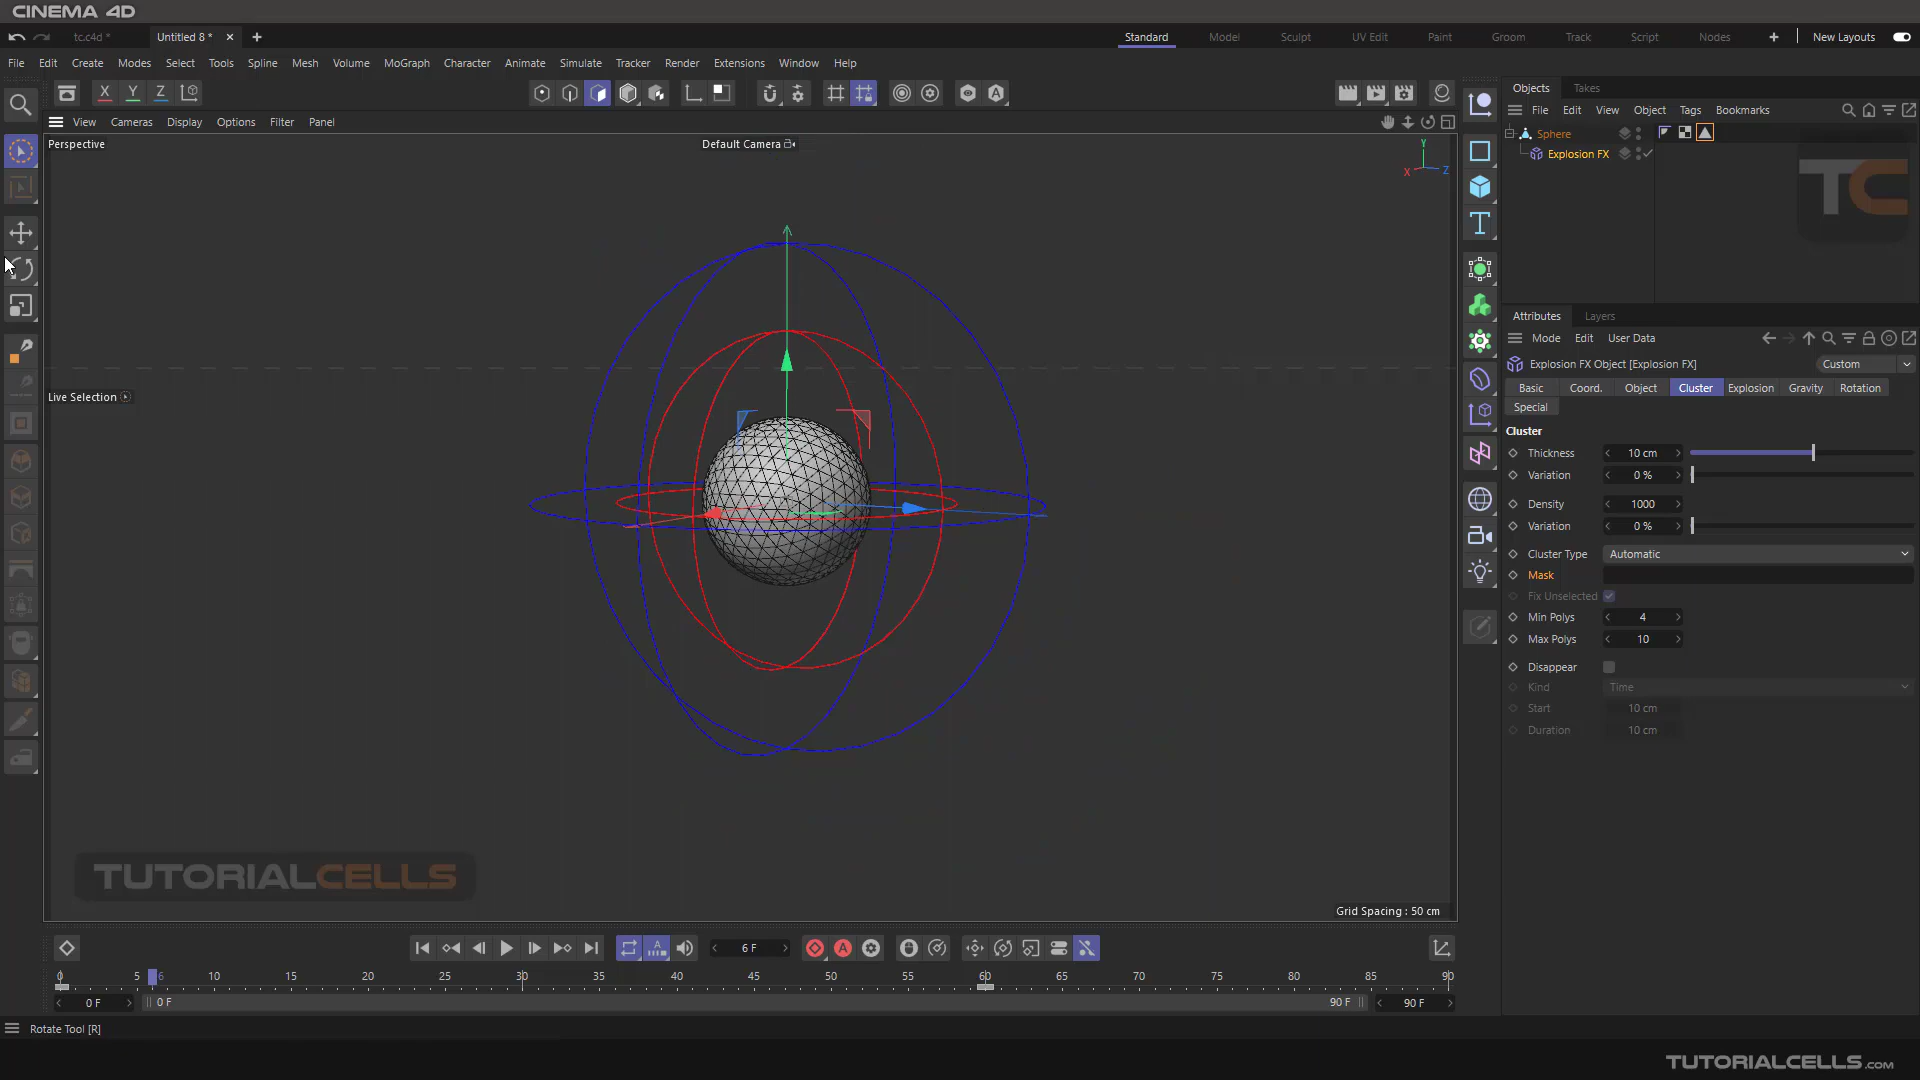 CINEMA 4D
tc.c4d *
Untitled 8 *
Standard
Model
Sculpt
UV Edit
Paint
Groom
Track
Script
Nodes
New Layouts
File Edit Create Modes Select Tools Spline Mesh Volume MoGraph Character Animate Simulate Tracker Render Extensions Window Help
Objects Takes
X Y Z
File Edit View Object Tags Bookmarks
View Cameras Display Options Filter Panel
Sphere
Perspective
Default Camera
Explosion FX
Y
X
Z
TC
Attributes Layers
Mode Edit User Data
Explosion FX Object [Explosion FX]
Custom
Basic Coord. Object Cluster Explosion Gravity Rotation
Live Selection
Special
Cluster
Thickness 10 cm
Variation 0 %
Density 1000
Variation 0 %
Cluster Type Automatic
Mask
Fix Unselected
Min Polys 4
Max Polys 10
Disappear
Kind Time
Start 10 cm
Duration 10 cm
TUTORIALCELLS
Grid Spacing : 50 cm
6 F
0 5 6 10 15 20 25 30 35 40 45 50 55 60 65 70 75 80 85 90
0 F
0 F
90 F
90 F
Rotate Tool [R]
TUTORIALCELLS.com